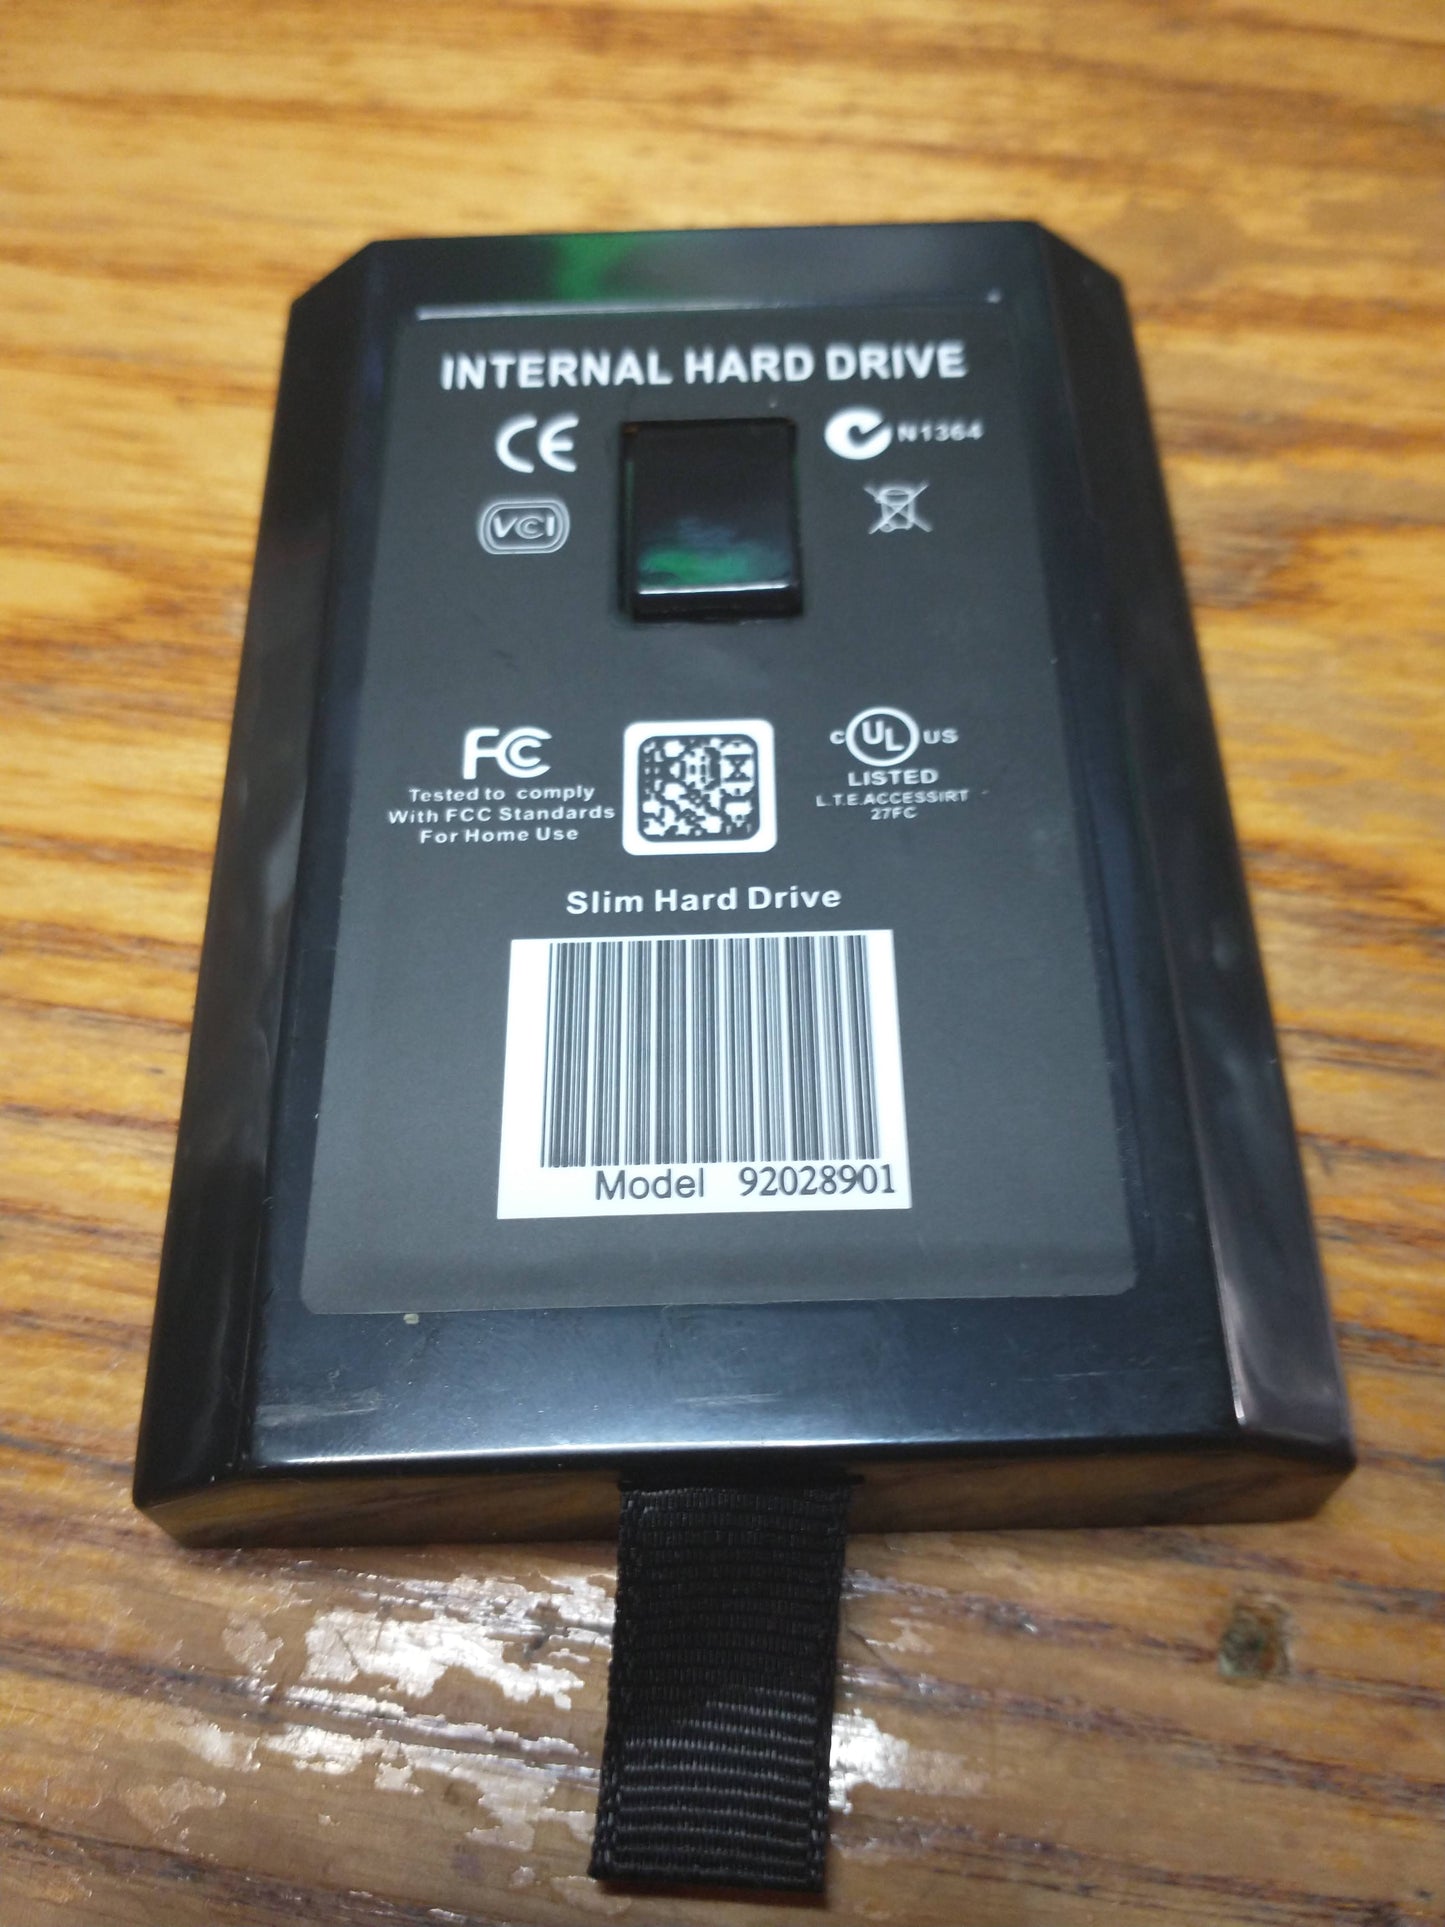 INTERNAL HARD DRIVE
CE
N1364
VCI
FC
Tested to comply
With FCC Standards
For Home Use
C UL US
LISTED
L.T.E.ACCESSIRT
27FC
Slim Hard Drive
Model 92028901